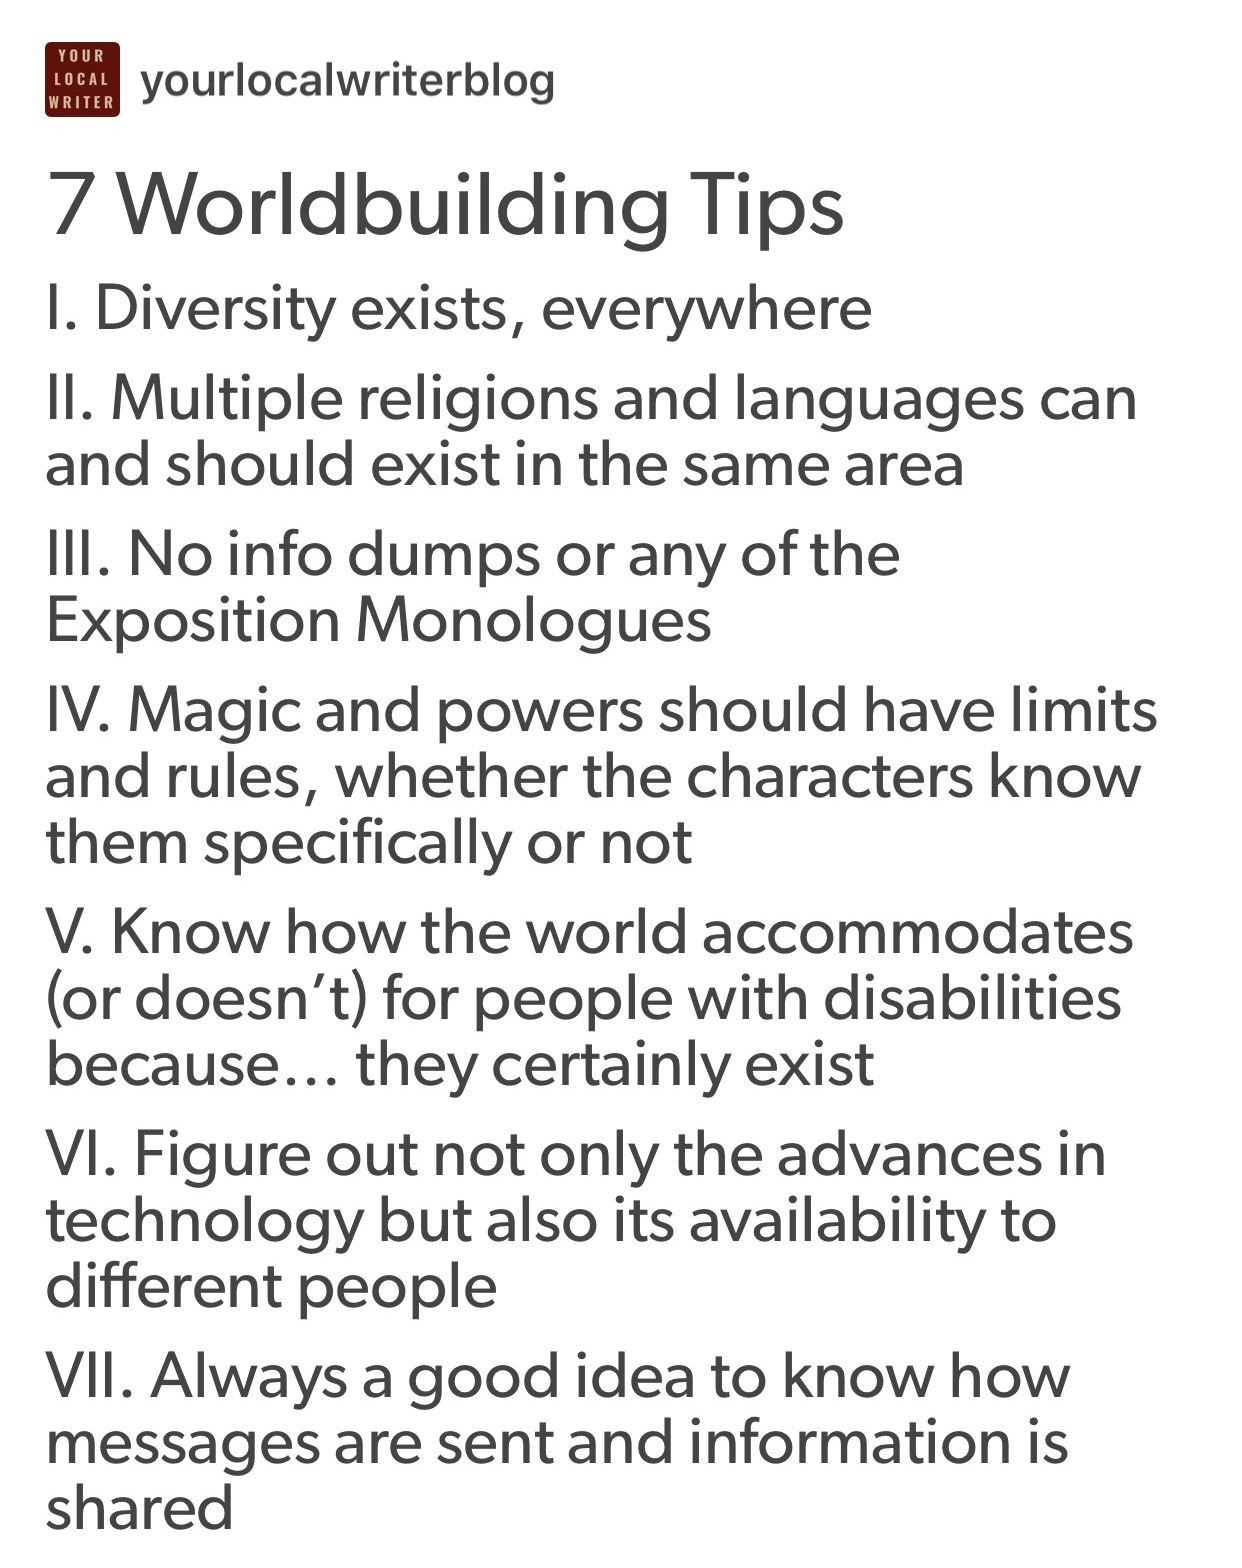 YOUR
LOCAL
WRITER
yourlocalwriterblog
7 Worldbuilding Tips
I. Diversity exists, everywhere
II. Multiple religions and languages can
and should exist in the same area
III. No info dumps or any of the
Exposition Monologues
IV. Magic and powers should have limits
and rules, whether the characters know
them specifically or not
V. Know how the world accommodates
(or doesn’t) for people with disabilities
because… they certainly exist
VI. Figure out not only the advances in
technology but also its availability to
different people
VII. Always a good idea to know how
messages are sent and information is
shared